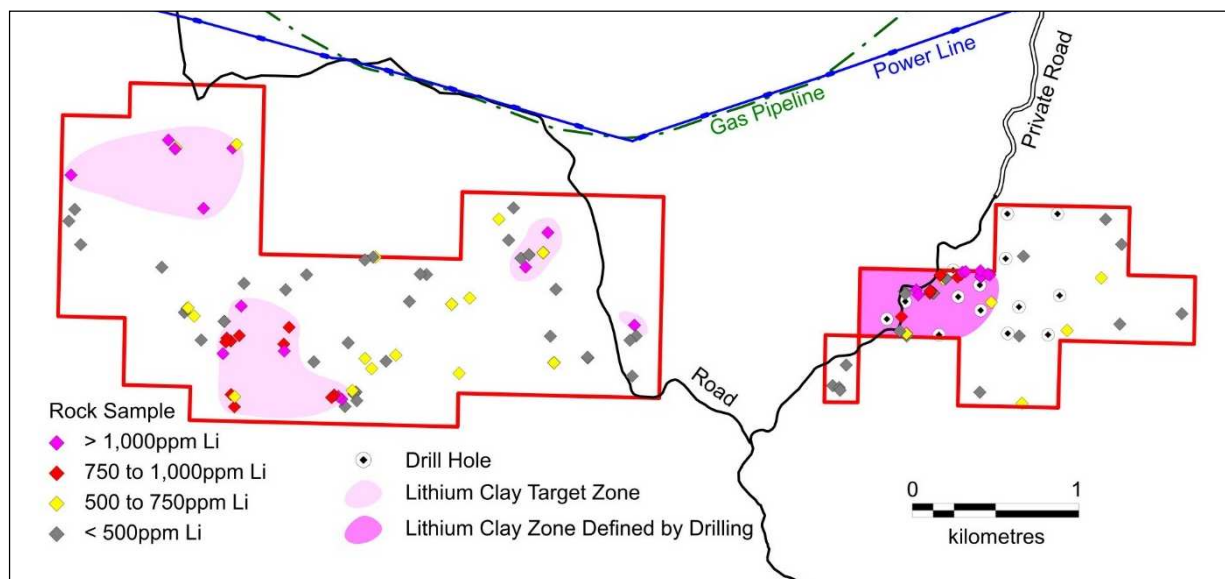 Power Line
Gas Pipeline
Private Road
Road
Rock Sample
> 1,000ppm Li
750 to 1,000ppm Li
500 to 750ppm Li
< 500ppm Li
Drill Hole
Lithium Clay Target Zone
Lithium Clay Zone Defined by Drilling
0 1
kilometres